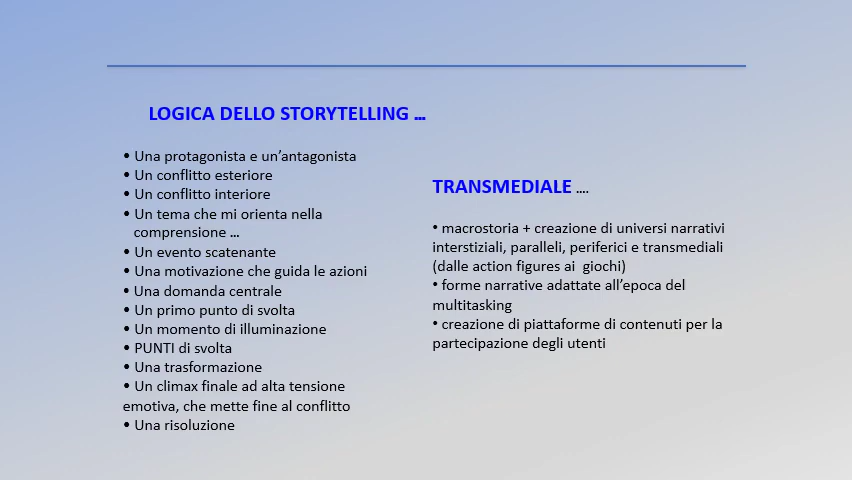 LOGICA DELLO STORYTELLING …
• Una protagonista e un’antagonista
• Un conflitto esteriore
• Un conflitto interiore
• Un tema che mi orienta nella
comprensione …
• Un evento scatenante
• Una motivazione che guida le azioni
• Una domanda centrale
• Un primo punto di svolta
• Un momento di illuminazione
• PUNTI di svolta
• Una trasformazione
• Un climax finale ad alta tensione
emotiva, che mette fine al conflitto
• Una risoluzione
TRANSMEDIALE ….
• macrostoria + creazione di universi narrativi
interstiziali, paralleli, periferici e transmediali
(dalle action figures ai giochi)
• forme narrative adattate all’epoca del
multitasking
• creazione di piattaforme di contenuti per la
partecipazione degli utenti